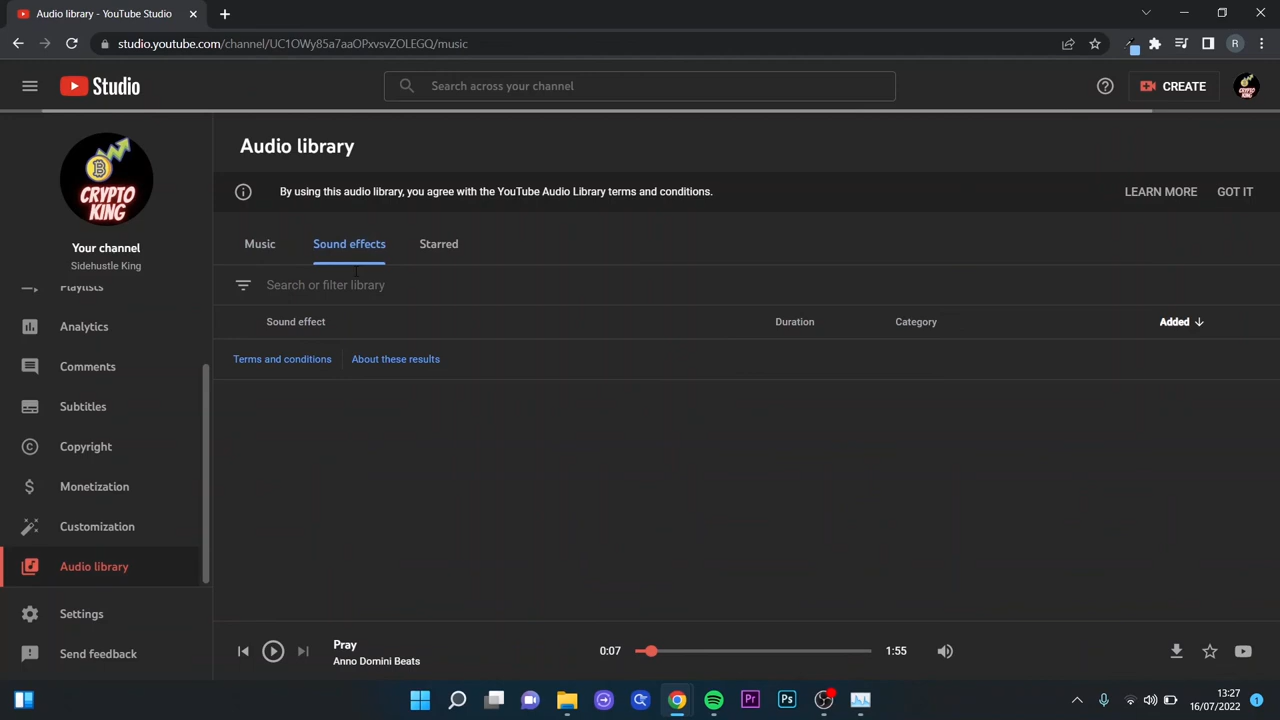 Audio library - YouTube Studio
studio.youtube.com/channel/UC1OWy85a7aaOPxvsvZOLEGQ/music
R
Studio
Search across your channel
CREATE
CRYPTO
KING
Your channel
Sidehustle King
Playlists
Analytics
Comments
Subtitles
Copyright
Monetization
Customization
Audio library
Settings
Send feedback
Audio library
By using this audio library, you agree with the YouTube Audio Library terms and conditions.
LEARN MORE
GOT IT
Music
Sound effects
Starred
Search or filter library
Sound effect
Duration
Category
Added
Terms and conditions
About these results
Pray
Anno Domini Beats
0:07
1:55
Pr
Ps
13:27
16/07/2022
1